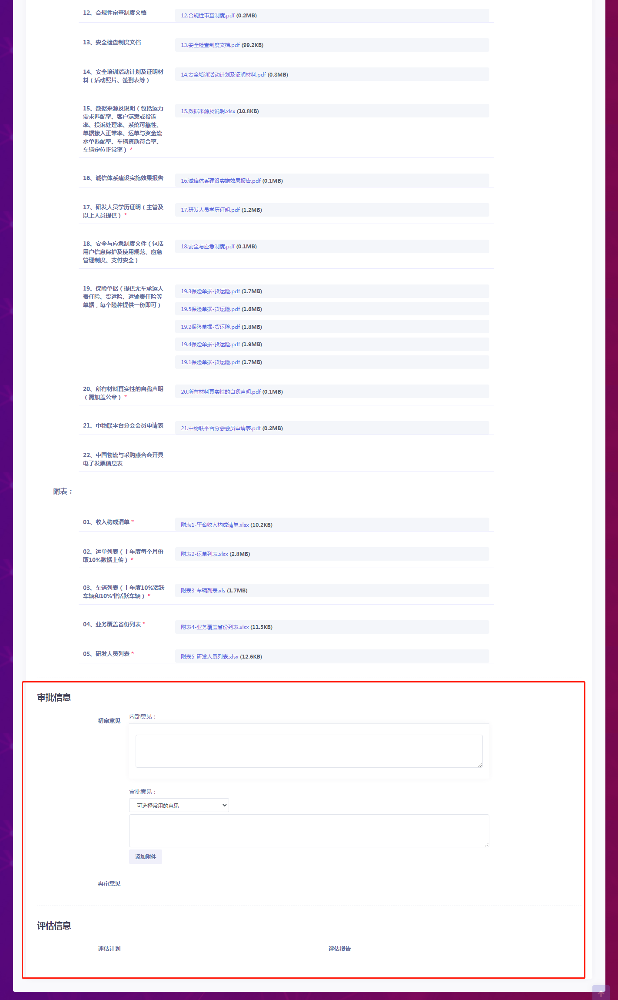 12、合规性审查制度文档
12.合规性审查制度.pdf (0.2MB)
13、安全检查制度文档
13.安全检查制度文档.pdf (99.2KB)
14、安全培训活动计划及证明材
料（活动照片、签到表等）
14.安全培训活动计划及证明材料.pdf (0.8MB)
15、数据来源及说明（包括运力
需求匹配率、客户满意或投诉
率、投诉处理率、系统可靠性、
单据接入正常率、运单与资金流
水单匹配率、车辆资质符合率、
车辆定位正常率） *
15.数据来源及说明.xlsx (10.8KB)
16、诚信体系建设实施效果报告
16.诚信体系建设实施效果报告.pdf (0.1MB)
17、研发人员学历证明（主管及
以上人员提供） *
17.研发人员学历证明.pdf (1.2MB)
18、安全与应急制度文件（包括
用户信息保护及使用规范、应急
管理制度、支付安全）
18.安全与应急制度.pdf (0.1MB)
19、保险单据（提供无车承运人
责任险、货运险、运输责任险等
单据，每个险种提供一份即可）
19.3保险单据-货运险.pdf (1.7MB)
19.5保险单据-货运险.pdf (1.6MB)
19.2保险单据-货运险.pdf (1.8MB)
19.4保险单据-货运险.pdf (1.9MB)
19.1保险单据-货运险.pdf (1.7MB)
20、所有材料真实性的自我声明
（需加盖公章） *
20.所有材料真实性的自我声明.pdf (0.1MB)
21、中物联平台分会会员申请表
21.中物联平台分会会员申请表.pdf (0.2MB)
22、中国物流与采购联合会开具
电子发票信息表
附表：
01、收入构成清单 *
附表1-平台收入构成清单.xlsx (10.2KB)
02、运单列表（上年度每个月份
取10%数据上传） *
附表2-运单列表.xlsx (2.8MB)
03、车辆列表（上年度10%活跃
车辆和10%非活跃车辆） *
附表3-车辆列表.xls (1.7MB)
04、业务覆盖省份列表 *
附表4-业务覆盖省份列表.xlsx (11.5KB)
05、研发人员列表 *
附表5-研发人员列表.xlsx (12.6KB)
审批信息
初审意见
内部意见：
审批意见：
可选择常用的意见
添加附件
再审意见
评估信息
评估计划
评估报告